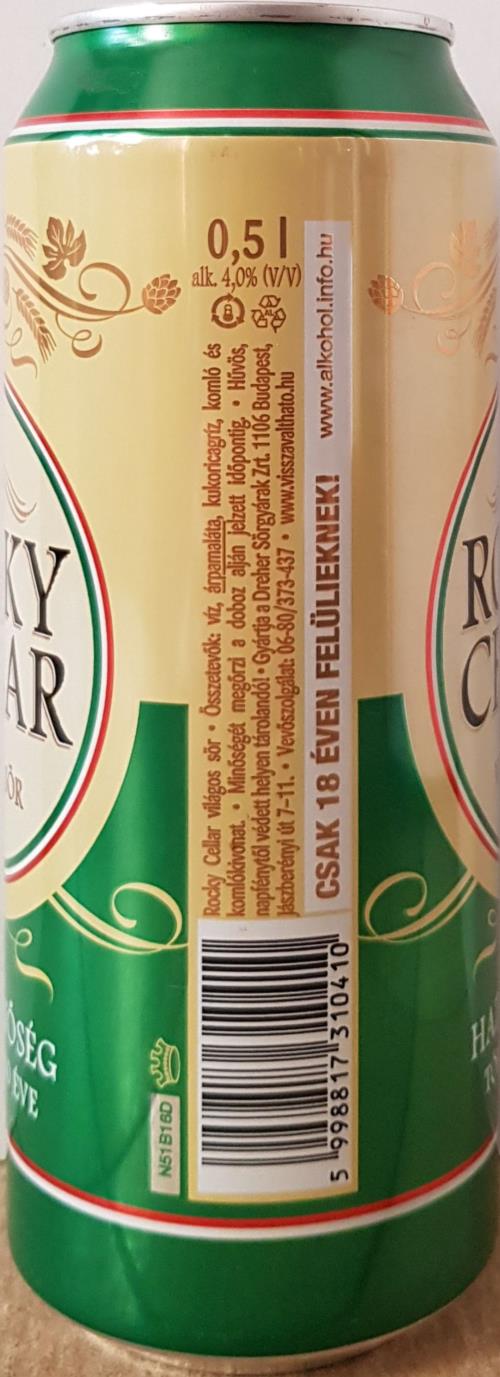 0,5 l
alk. 4,0% (V/V)
Rocky Cellar világos sör • Összetevők: víz, árpamaláta, kukoricagríz, komló és
komlókivonat. • Minőségét megőrzi a doboz alján jelzett időpontig. • Hűvös,
napfénytől védett helyen tárolandó! • Gyártja a Dreher Sörgyárak Zrt. 1106 Budapest,
Jászberényi út 7-11. • Vevőszolgálat: 06-80/373-437 • www.visszavalthato.hu
CSAK 18 ÉVEN FELÜLIEKNEK! www.alkohol.info.hu
KY
AR
ÖR
ŐSÉG
ÉVE
N51B16D
5 998817 310410
R
C
HA